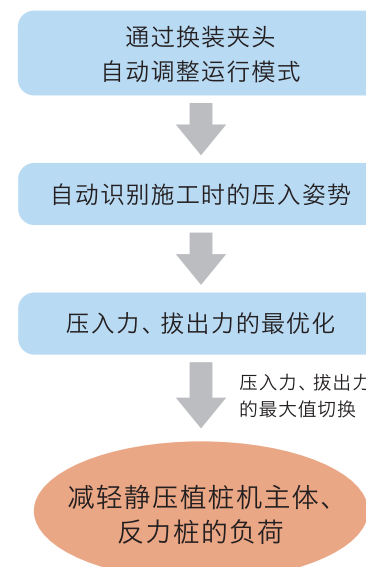 通过换装夹头
自动调整运行模式
自动识别施工时的压入姿势
压入力、拔出力的最优化
压入力、拔出力
的最大值切换
减轻静压植桩机主体、
反力桩的负荷